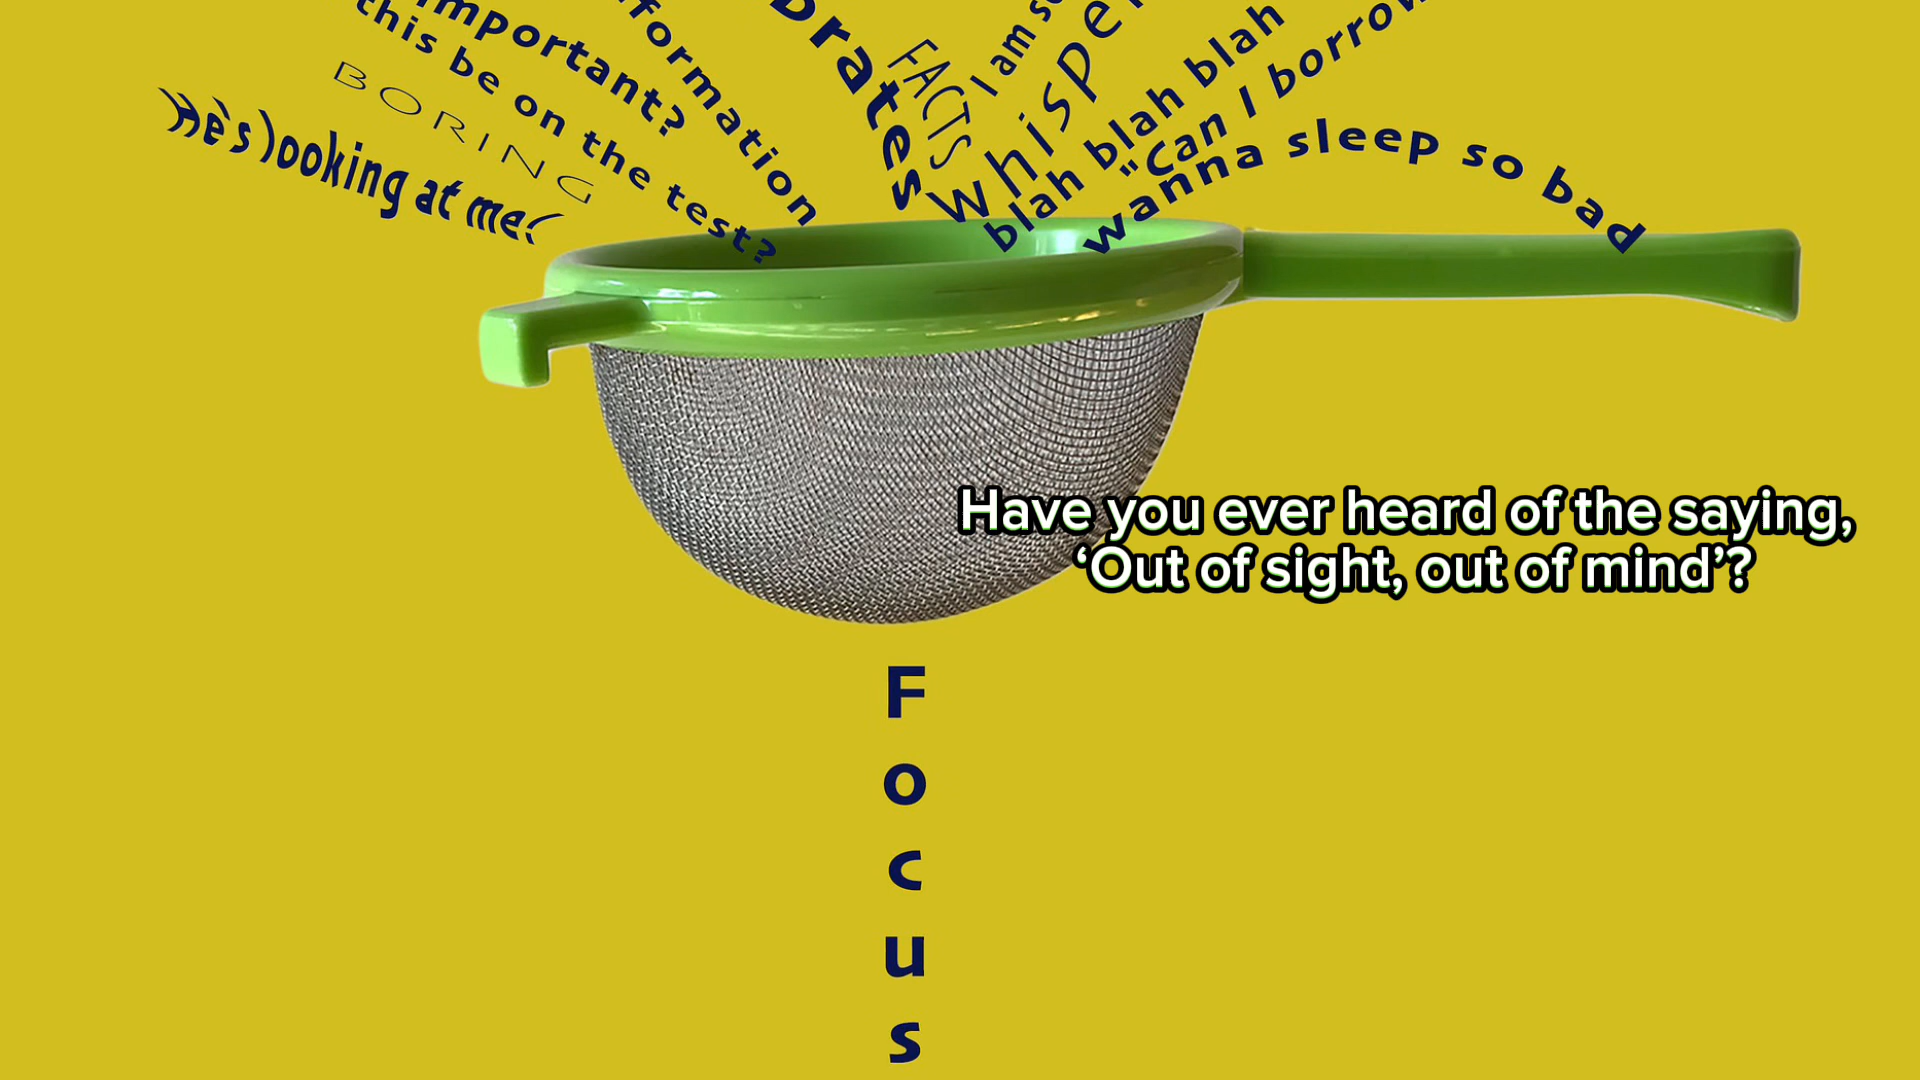 important?
this be on the test?
BORING
He's looking at me!
formation
brates
FACTS
I am so
Whisper
blah blah blah
"Can I borrow
wanna sleep so bad
Have you ever heard of the saying,
‘Out of sight, out of mind’?
Focus